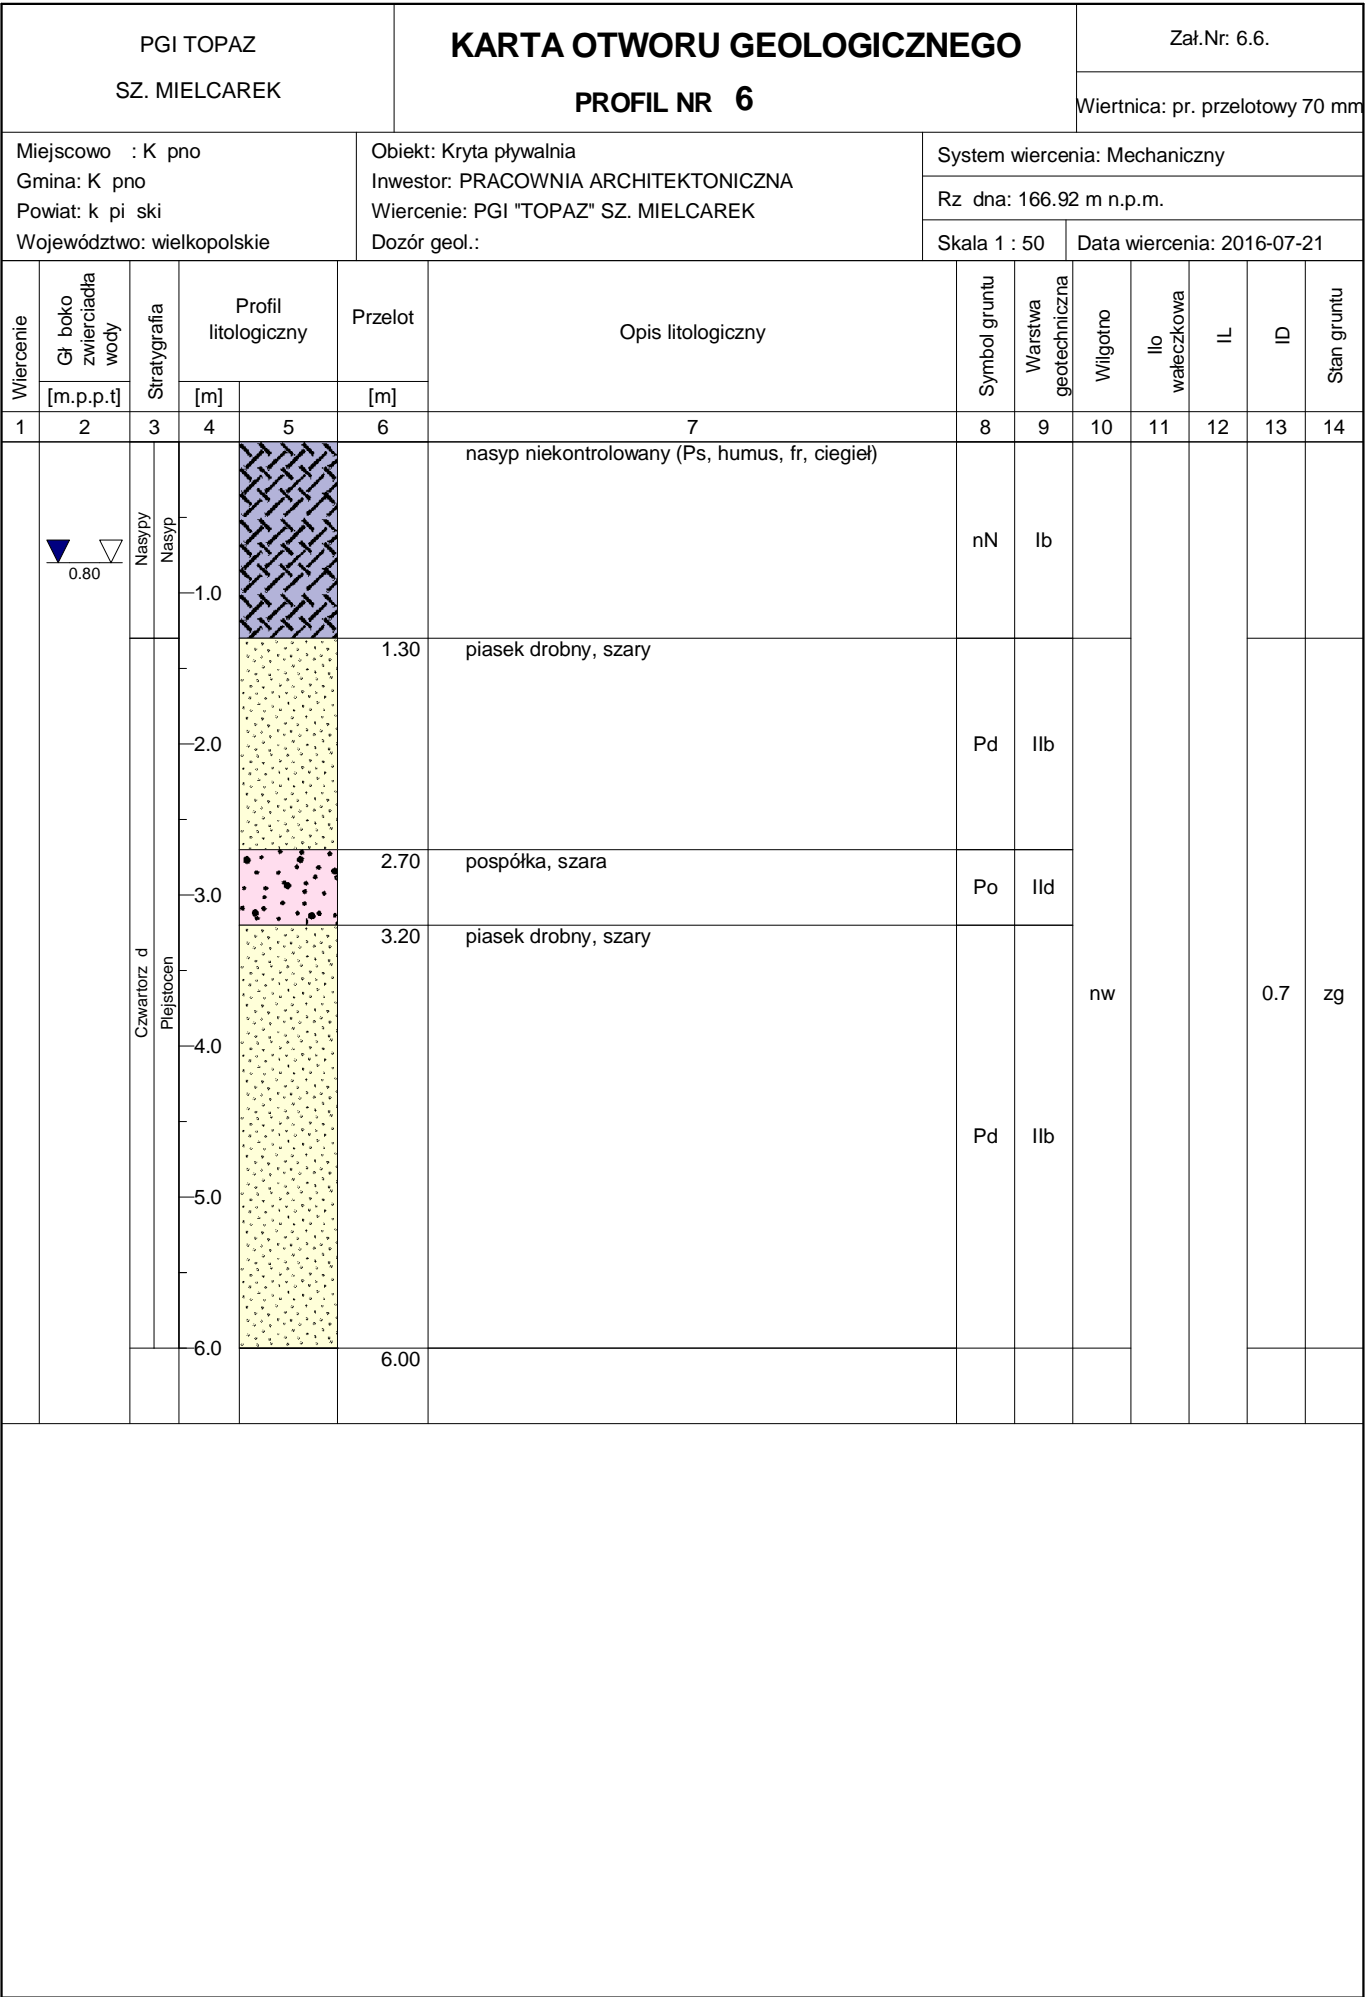 PGI TOPAZ
SZ. MIELCAREK
KARTA OTWORU GEOLOGICZNEGO
PROFIL NR 6
Zał.Nr: 6.6.
Wiertnica: pr. przelotowy 70 mm
Miejscowo : K pno
Gmina: K pno
Powiat: k pi ski
Województwo: wielkopolskie
Obiekt: Kryta pływalnia
Inwestor: PRACOWNIA ARCHITEKTONICZNA
Wiercenie: PGI "TOPAZ" SZ. MIELCAREK
Dozór geol.:
System wiercenia: Mechaniczny
Rz dna: 166.92 m n.p.m.
Skala 1 : 50
Data wiercenia: 2016-07-21
Wiercenie
Gł boko
zwierciadła
wody
[m.p.p.t]
Stratygrafia
Profil
litologiczny
[m]
Przelot
[m]
Opis litologiczny
Symbol gruntu
Warstwa
geotechniczna
Wilgotno
Ilo
wałeczkowa
IL
ID
Stan gruntu
1 2 3 4 5 6 7 8 9 10 11 12 13 14
nasyp niekontrolowany (Ps, humus, fr, ciegieł)
Nasypy
Nasyp
nN Ib
0.80
1.0
1.30 piasek drobny, szary
2.0
Pd IIb
2.70 pospółka, szara
3.0
Po IId
3.20 piasek drobny, szary
Czwartorz d
Plejstocen
nw 0.7 zg
4.0
Pd IIb
5.0
6.0
6.00